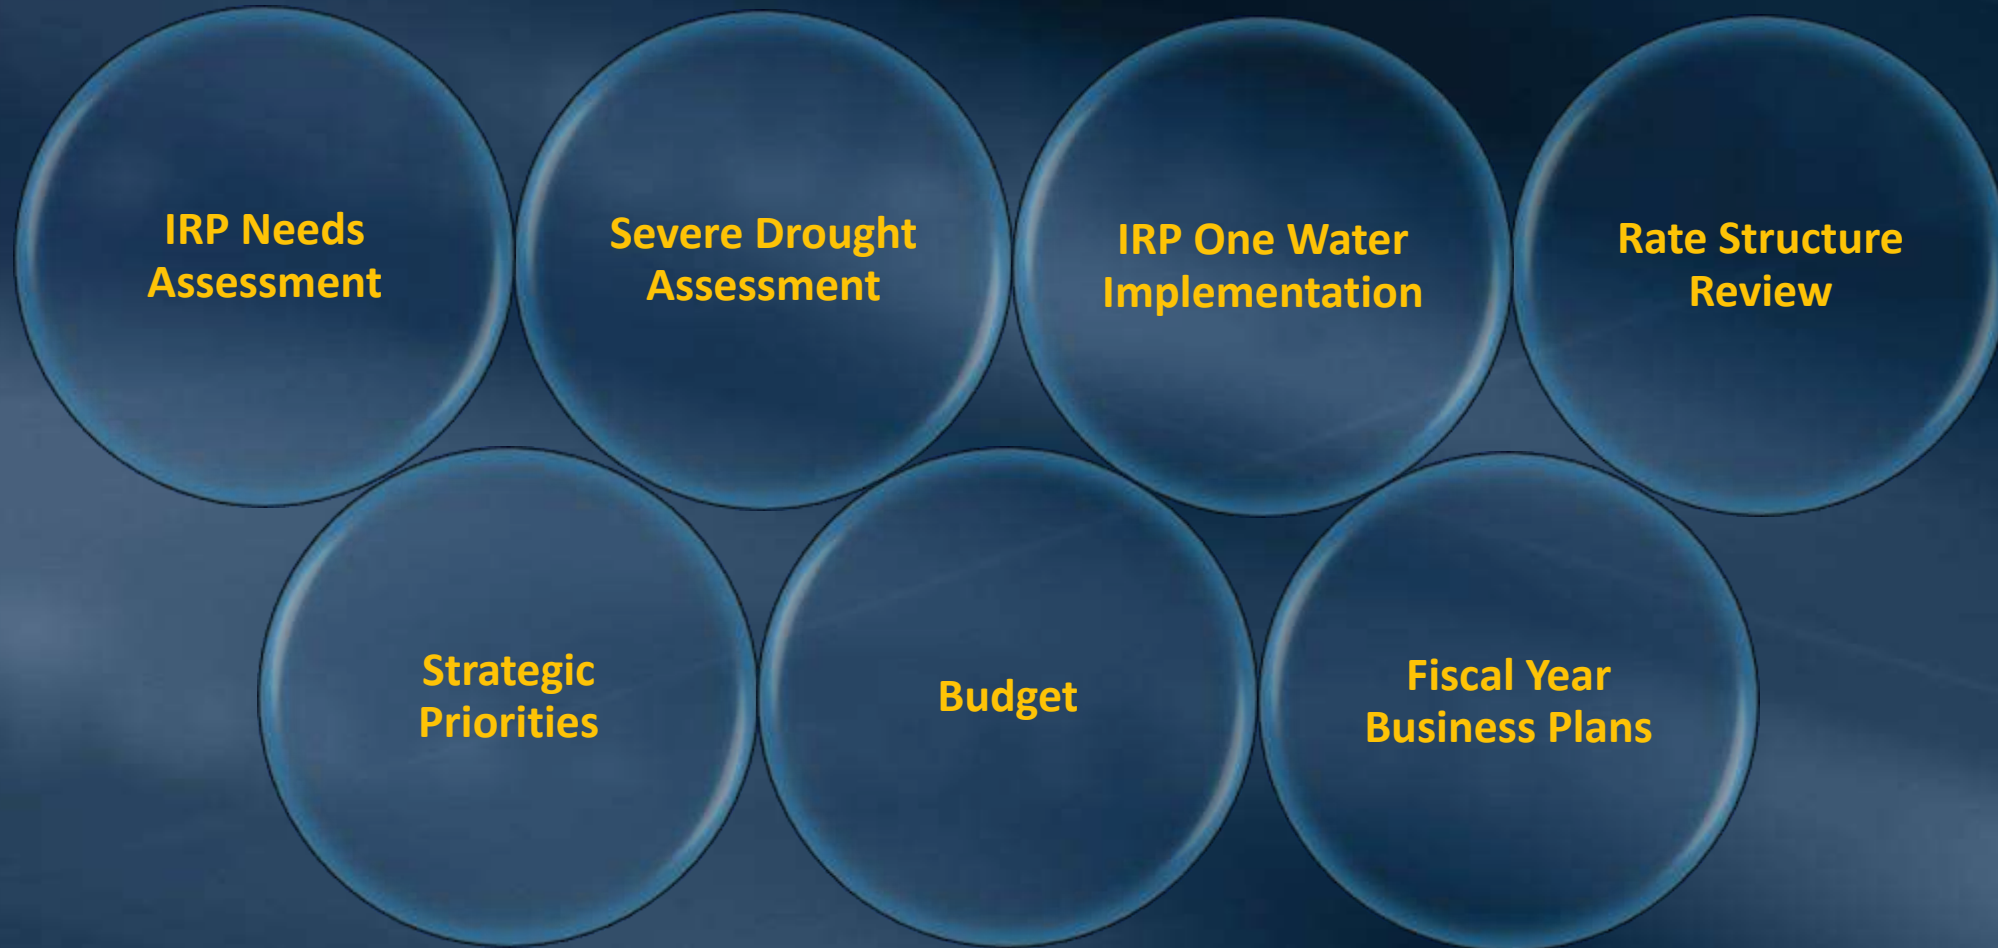 IRP Needs
Assessment
Severe Drought
Assessment
IRP One Water
Implementation
Rate Structure
Review
Strategic
Priorities
Budget
Fiscal Year
Business Plans